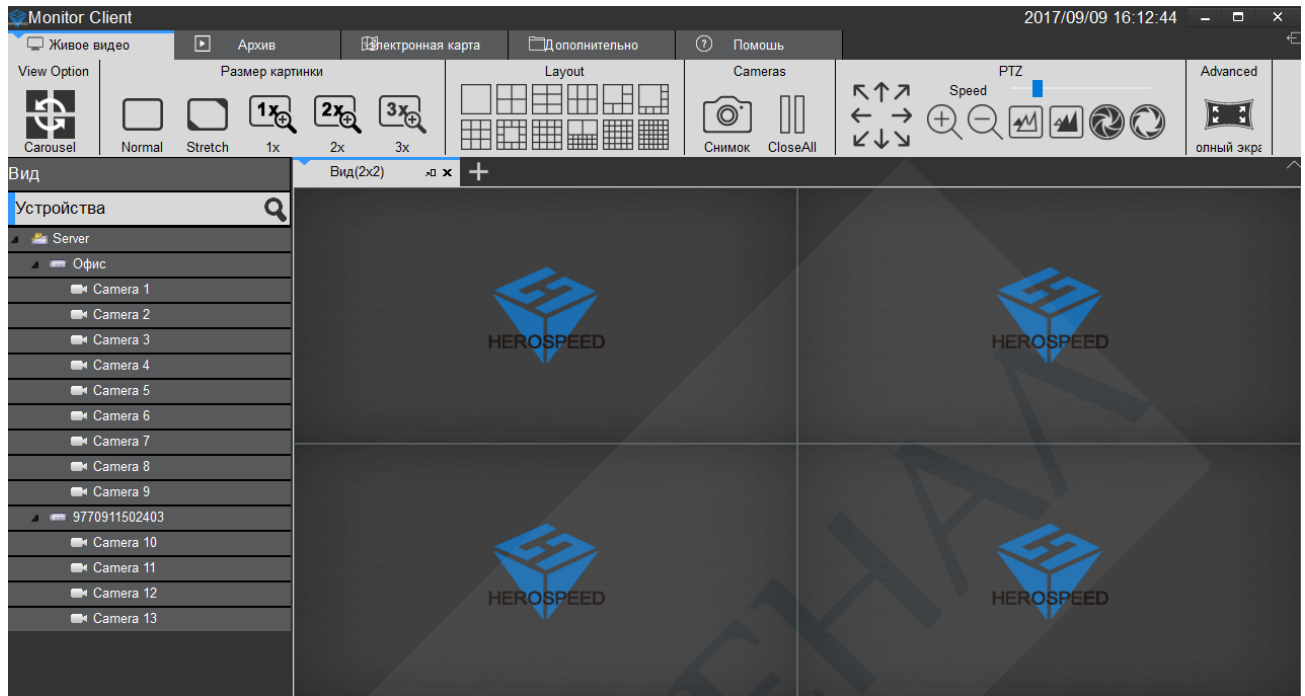 Monitor Client 2017/09/09 16:12:44
Живое видео Архив Электронная карта Дополнительно Помошь
View Option Размер картинки Layout Cameras PTZ Advanced
Speed
1x 2x 3x
Carousel Normal Stretch 1x 2x 3x Снимок CloseAll олный экра
Вид Вид(2x2)
Устройства
Server
Офис
Camera 1
Camera 2
Camera 3
Camera 4
Camera 5
Camera 6
Camera 7
Camera 8
Camera 9
9770911502403
Camera 10
Camera 11
Camera 12
Camera 13
HEROSPEED HEROSPEED
HEROSPEED HEROSPEED